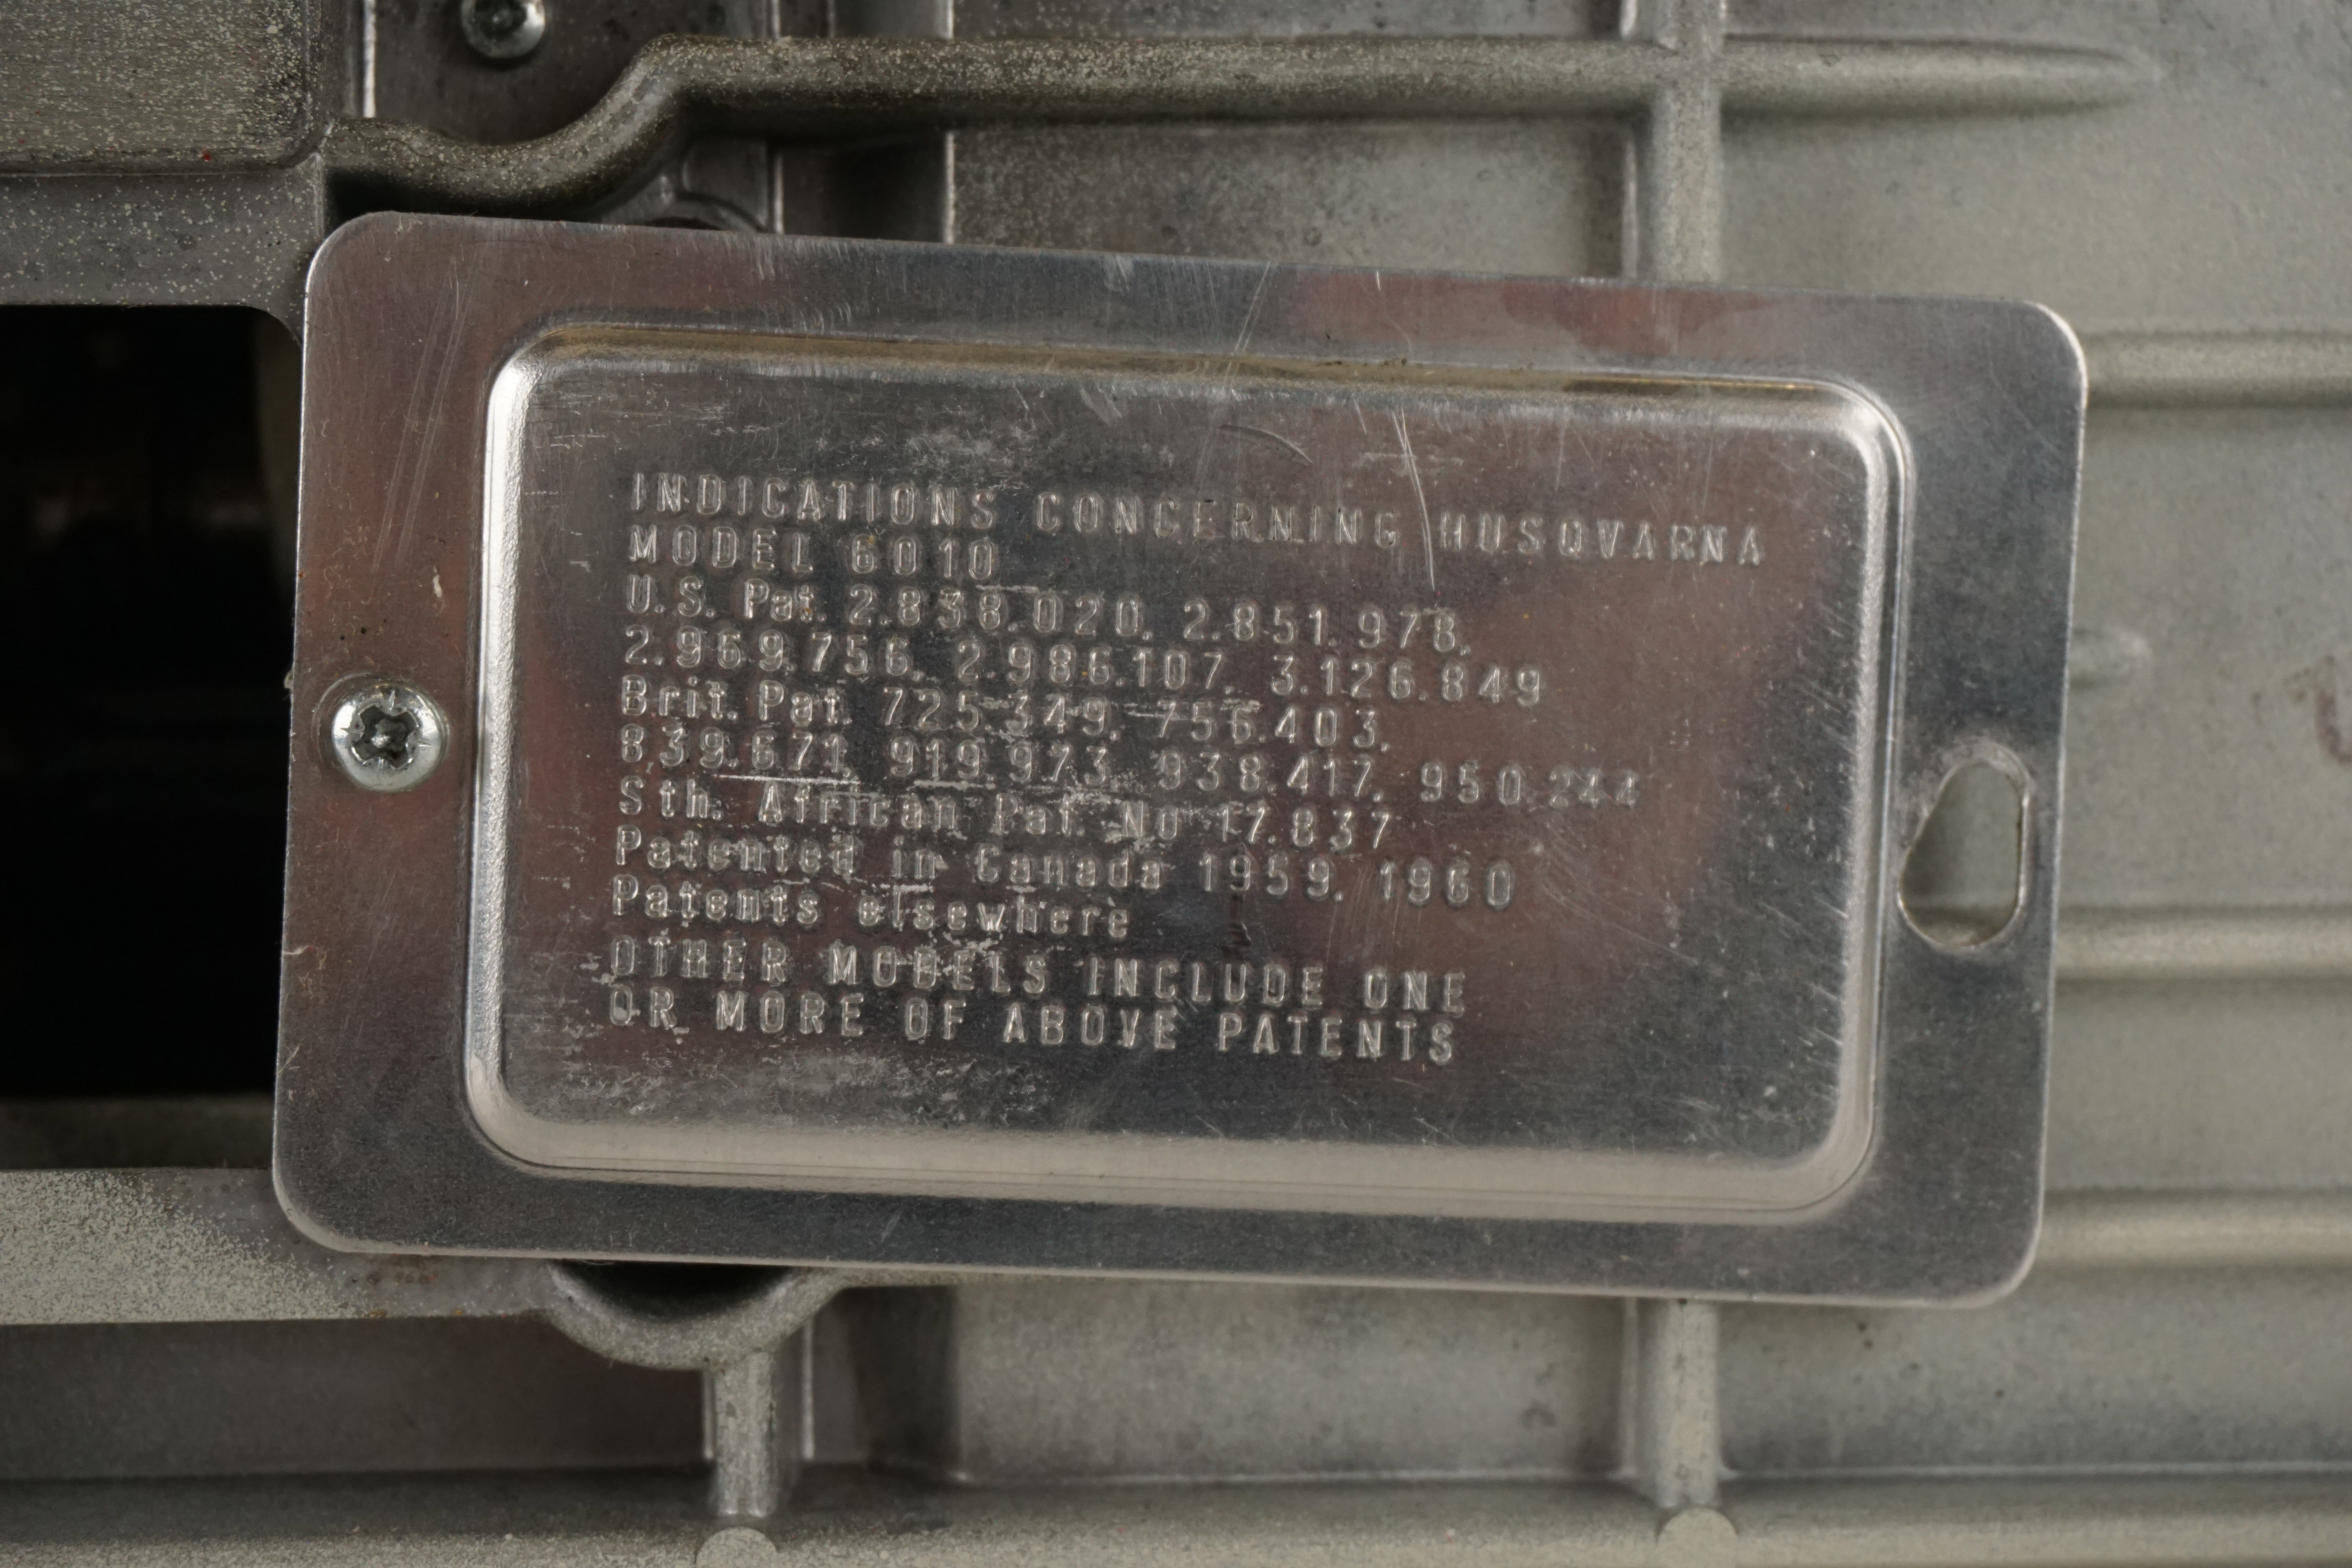 INDICATIONS CONCERNING HUSQVARNA
MODEL 6010
U.S. Pat. 2.838.020, 2.851.978,
2.969.756, 2.986.107, 3.126.849
Brit. Pat. 725.349, 756.403,
839.671, 919.973, 938.417, 950.244
Sth. African Pat. No 17.837
Patented in Canada 1959, 1960
Patents elsewhere
OTHER MODELS INCLUDE ONE
OR MORE OF ABOVE PATENTS